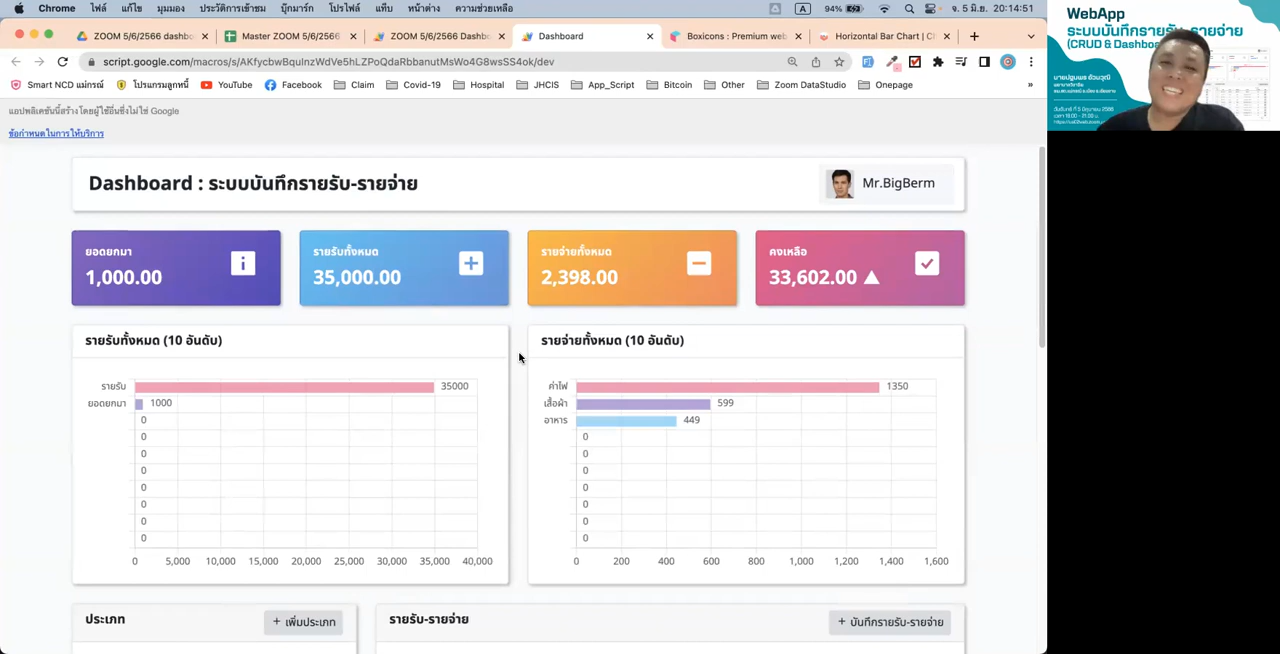 Chrome ไฟล์ แก้ไข มุมมอง ประวัติการเข้าชม บุ๊กมาร์ก โปรไฟล์ แท็บ หน้าต่าง ความช่วยเหลือ A 94% จ. 5 มิ.ย. 20:14:51
ZOOM 5/6/2566 dashbo Master ZOOM 5/6/2566 ZOOM 5/6/2566 Dashbo Dashboard Boxicons : Premium web Horizontal Bar Chart | Ch
script.google.com/macros/s/AKfycbwBquInzWdVe5hLZPoQdaRbbanutMsWo4G8wsSS4ok/dev
Smart NCD แม่กรณ์ โปรแกรมลูกหนี้ YouTube Facebook Claim Covid-19 Hospital JHCIS App_Script Bitcoin Other Zoom DataStudio Onepage »
แอปพลิเคชันนี้สร้างโดยผู้ใช้อื่นซึ่งไม่ใช่ Google
ข้อกำหนดในการให้บริการ
Dashboard : ระบบบันทึกรายรับ-รายจ่าย
Mr.BigBerm
ยอดยกมา
1,000.00
รายรับทั้งหมด
35,000.00
รายจ่ายทั้งหมด
2,398.00
คงเหลือ
33,602.00 ▲
รายรับทั้งหมด (10 อันดับ)
รายรับ 35000
ยอดยกมา 1000
0
0
0
0
0
0
0
0
0 5,000 10,000 15,000 20,000 25,000 30,000 35,000 40,000
รายจ่ายทั้งหมด (10 อันดับ)
ค่าไฟ 1350
เสื้อผ้า 599
อาหาร 449
0
0
0
0
0
0
0
0 200 400 600 800 1,000 1,200 1,400 1,600
ประเภท
+ เพิ่มประเภท
รายรับ-รายจ่าย
+ บันทึกรายรับ-รายจ่าย
WebApp
ระบบบันทึกรายรับ-รายจ่าย
(CRUD & Dashbo